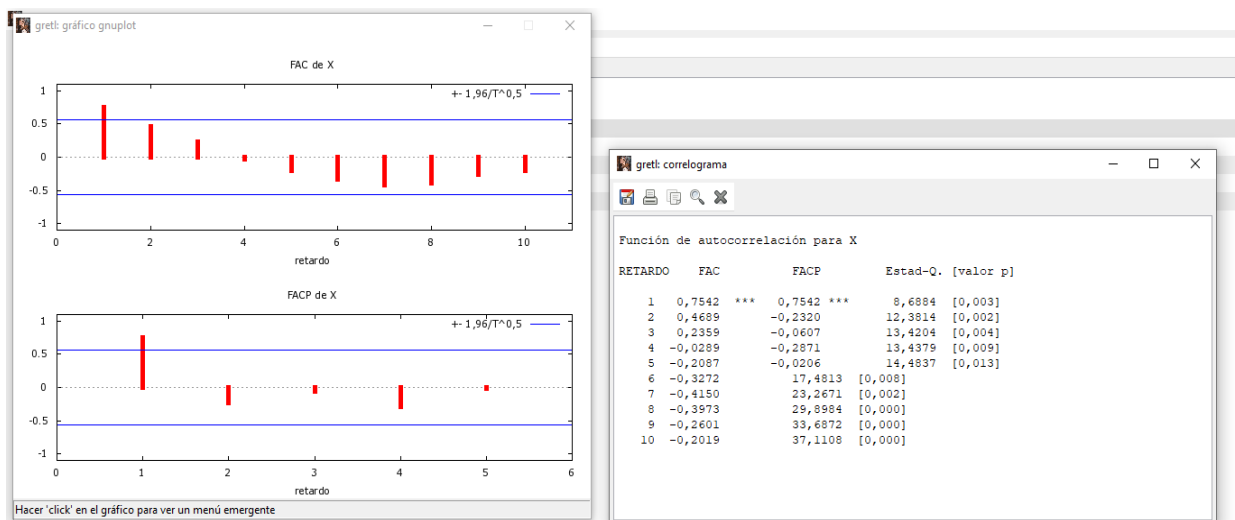 gretl: gráfico gnuplot
FAC de X
+- 1,96/T^0,5
1
0.5
0
-0.5
-1
0 2 4 6 8 10
retardo
FACP de X
+- 1,96/T^0,5
1
0.5
0
-0.5
-1
0 1 2 3 4 5 6
retardo
Hacer 'click' en el gráfico para ver un menú emergente
gretl: correlograma
Función de autocorrelación para X
RETARDO FAC FACP Estad-Q. [valor p]
1 0,7542 *** 0,7542 *** 8,6884 [0,003]
2 0,4689 -0,2320 12,3814 [0,002]
3 0,2359 -0,0607 13,4204 [0,004]
4 -0,0289 -0,2871 13,4379 [0,009]
5 -0,2087 -0,0206 14,4837 [0,013]
6 -0,3272 17,4813 [0,008]
7 -0,4150 23,2671 [0,002]
8 -0,3973 29,8984 [0,000]
9 -0,2601 33,6872 [0,000]
10 -0,2019 37,1108 [0,000]